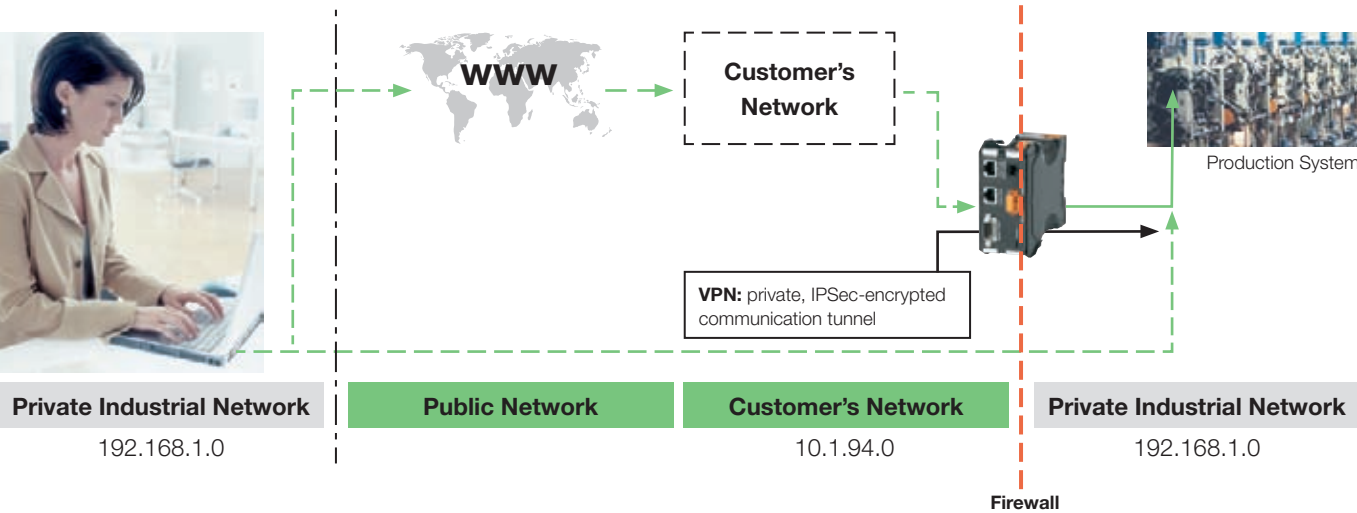 WWW
Customer's
Network
Production System
VPN: private, IPSec-encrypted
communication tunnel
Private Industrial Network
Public Network
Customer's Network
Private Industrial Network
192.168.1.0
10.1.94.0
192.168.1.0
Firewall